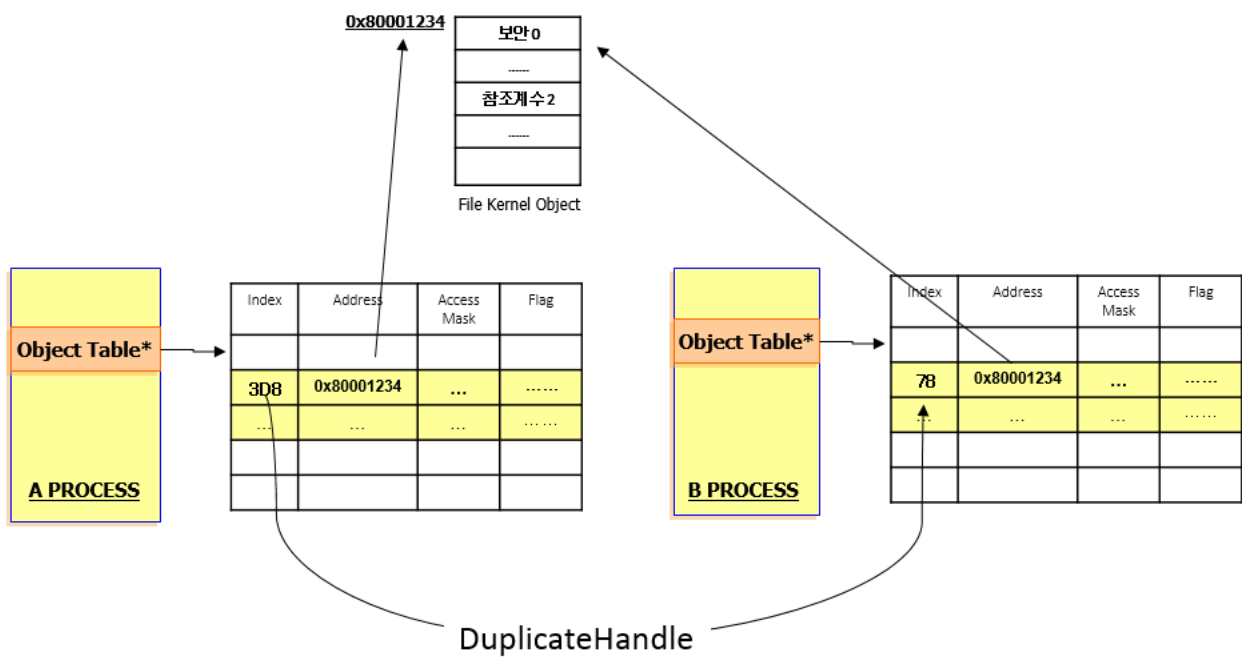 0x80001234
보안 0
......
참조계수 2
......
File Kernel Object
Object Table*
A PROCESS
Index Address Access Mask Flag
3D8 0x80001234 ... ......
... ... ... ......
Object Table*
B PROCESS
Index Address Access Mask Flag
78 0x80001234 ... ......
... ... ... ......
DuplicateHandle